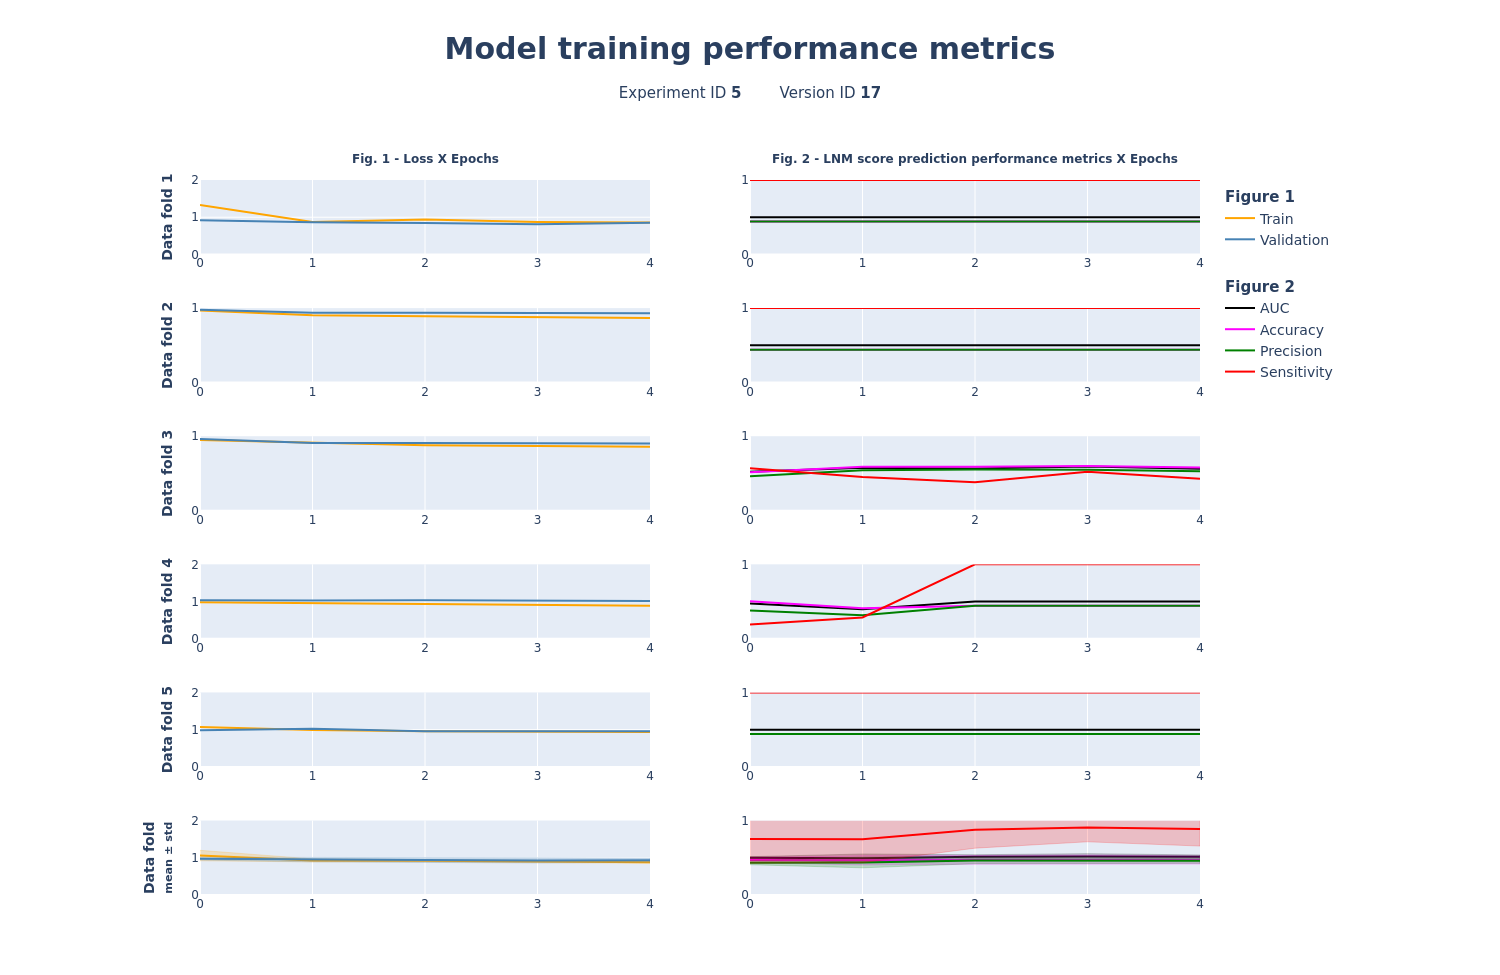 Model training performance metrics
Experiment ID 5 Version ID 17
Fig. 1 - Loss X Epochs
Fig. 2 - LNM score prediction performance metrics X Epochs
Data fold 1
2
1
0
0 1 2 3 4
1
0
0 1 2 3 4
Figure 1
Train
Validation
Figure 2
AUC
Accuracy
Precision
Sensitivity
Data fold 2
1
0
0 1 2 3 4
1
0
0 1 2 3 4
Data fold 3
1
0
0 1 2 3 4
1
0
0 1 2 3 4
Data fold 4
2
1
0
0 1 2 3 4
1
0
0 1 2 3 4
Data fold 5
2
1
0
0 1 2 3 4
1
0
0 1 2 3 4
Data fold
mean ± std
2
1
0
0 1 2 3 4
1
0
0 1 2 3 4